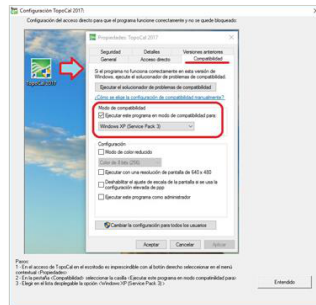 Configuración TopoCal 2017:
Configuración del acceso directo para que el programa funcione correctamente y no se quede bloqueado:
TopoCal 2017
Propiedades: TopoCal 2017
Seguridad Detalles Versiones anteriores
General Acceso directo Compatibilidad
Si el programa no funciona correctamente en esta versión de
Windows, ejecute el solucionador de problemas de compatibilidad.
Ejecutar el solucionador de problemas de compatibilidad
¿Cómo se elige la configuración de compatibilidad manualmente?
Modo de compatibilidad
Ejecutar este programa en modo de compatibilidad para:
Windows XP (Service Pack 3)
Configuración
Modo de color reducido
Color de 8 bits (256)
Ejecutar con una resolución de pantalla de 640 x 480
Deshabilitar el ajuste de escala de la pantalla si se usa la
configuración elevada de ppp
Ejecutar este programa como administrador
Cambiar la configuración para todos los usuarios
Aceptar Cancelar Aplicar
Pasos:
1 - En el acceso de TopoCal en el escritorio es imprescindible con el botón derecho seleccionar en el menú
contextual <Propiedades>
2 - En la pestaña <Compatibilidad> seleccionar la casilla <Ejecutar este programa en modo de compatibilidad para>
3 - Elegir en el lista desplegable la opción <Windows XP (Service Pack 3)>
Entendido